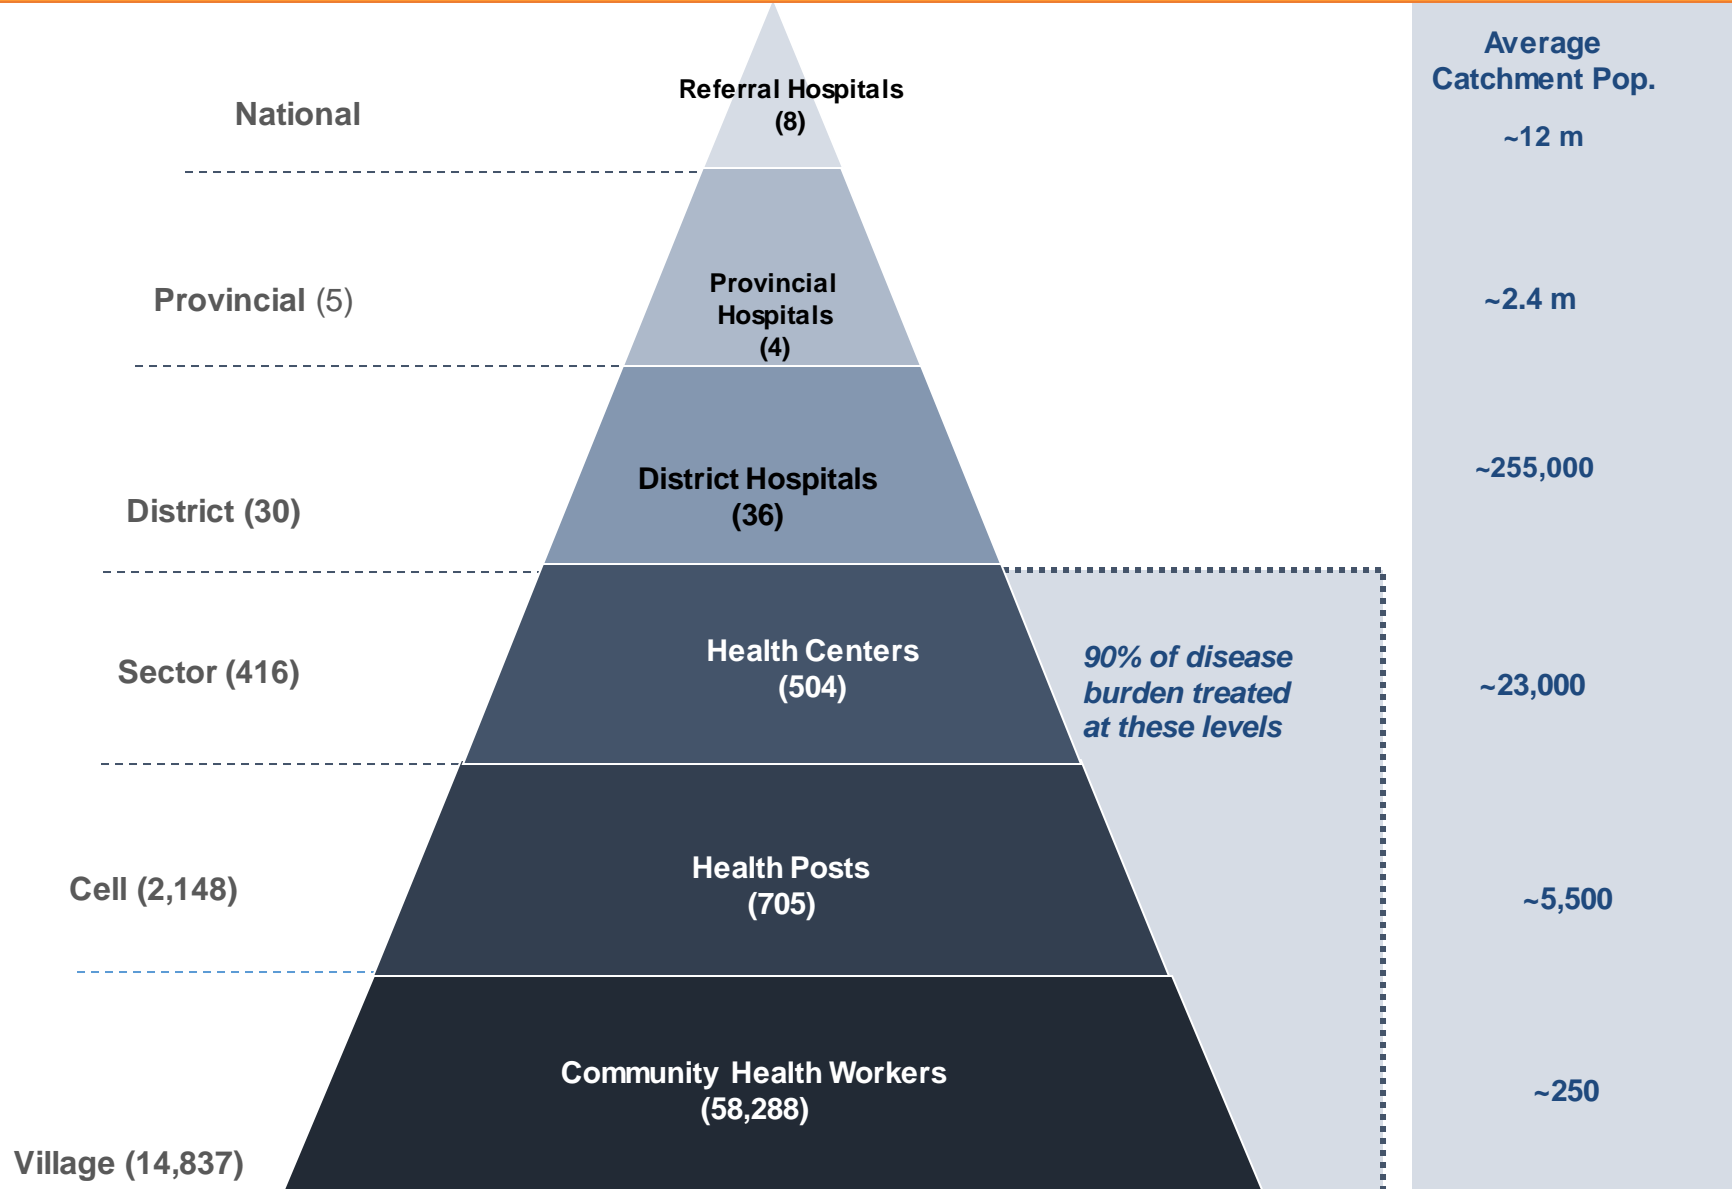 Average
Catchment Pop.
National
Referral Hospitals
(8)
~12 m
Provincial (5)
Provincial
Hospitals
(4)
~2.4 m
District (30)
District Hospitals
(36)
~255,000
Sector (416)
Health Centers
(504)
90% of disease
burden treated
at these levels
~23,000
Cell (2,148)
Health Posts
(705)
~5,500
Village (14,837)
Community Health Workers
(58,288)
~250